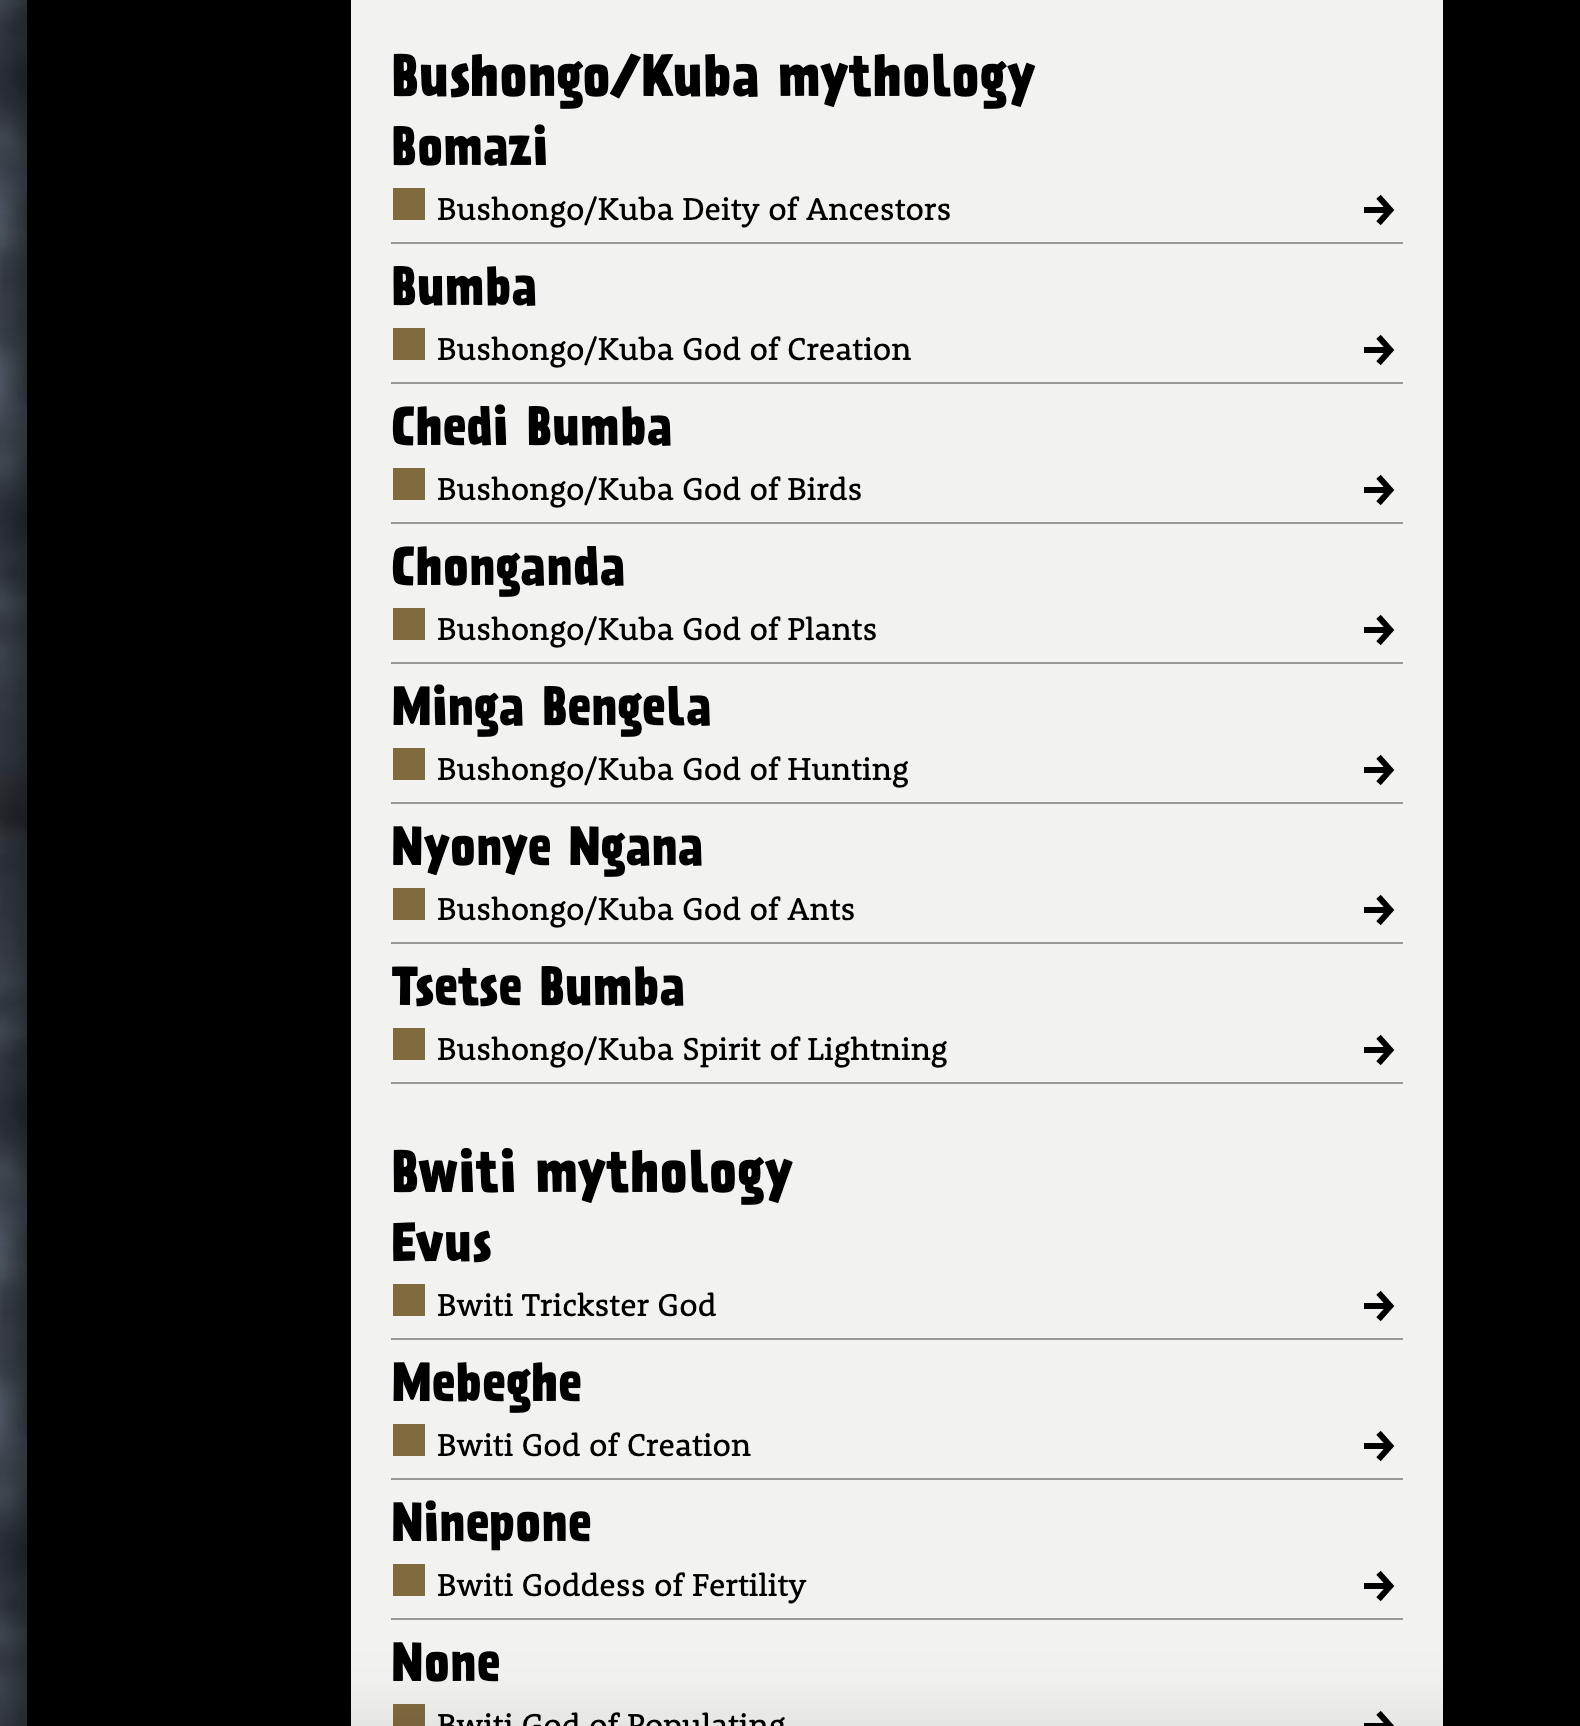 Bushongo/Kuba mythology
Bomazi
Bushongo/Kuba Deity of Ancestors
Bumba
Bushongo/Kuba God of Creation
Chedi Bumba
Bushongo/Kuba God of Birds
Chonganda
Bushongo/Kuba God of Plants
Minga Bengela
Bushongo/Kuba God of Hunting
Nyonye Ngana
Bushongo/Kuba God of Ants
Tsetse Bumba
Bushongo/Kuba Spirit of Lightning
Bwiti mythology
Evus
Bwiti Trickster God
Mebeghe
Bwiti God of Creation
Ninepone
Bwiti Goddess of Fertility
None
Bwiti God of Populating